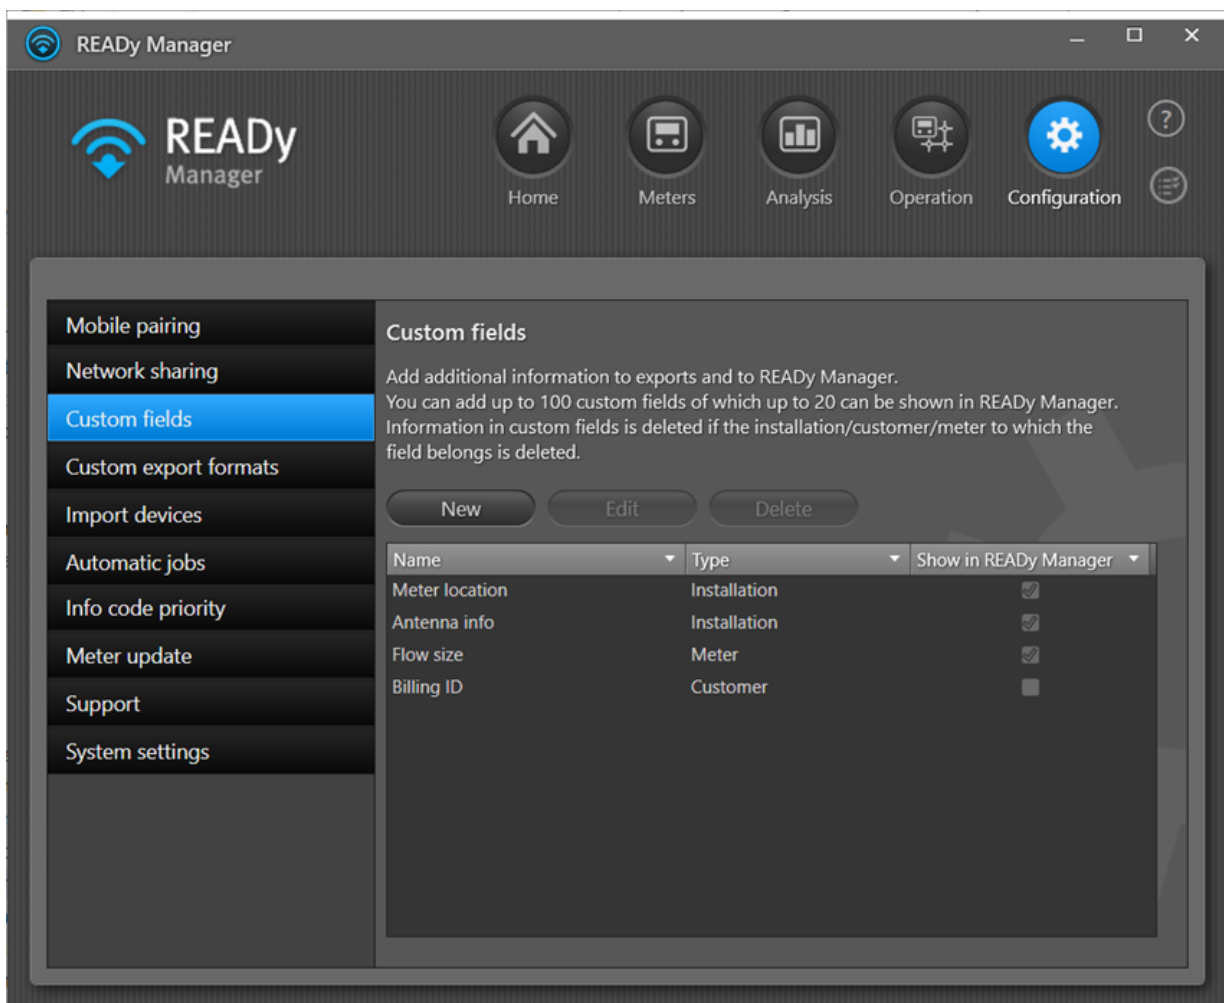 READy Manager
READy
Manager
Home
Meters
Analysis
Operation
Configuration
?
Mobile pairing
Network sharing
Custom fields
Custom export formats
Import devices
Automatic jobs
Info code priority
Meter update
Support
System settings
Custom fields
Add additional information to exports and to READy Manager.
You can add up to 100 custom fields of which up to 20 can be shown in READy Manager.
Information in custom fields is deleted if the installation/customer/meter to which the
field belongs is deleted.
New Edit Delete
Name Type Show in READy Manager
Meter location Installation
Antenna info Installation
Flow size Meter
Billing ID Customer